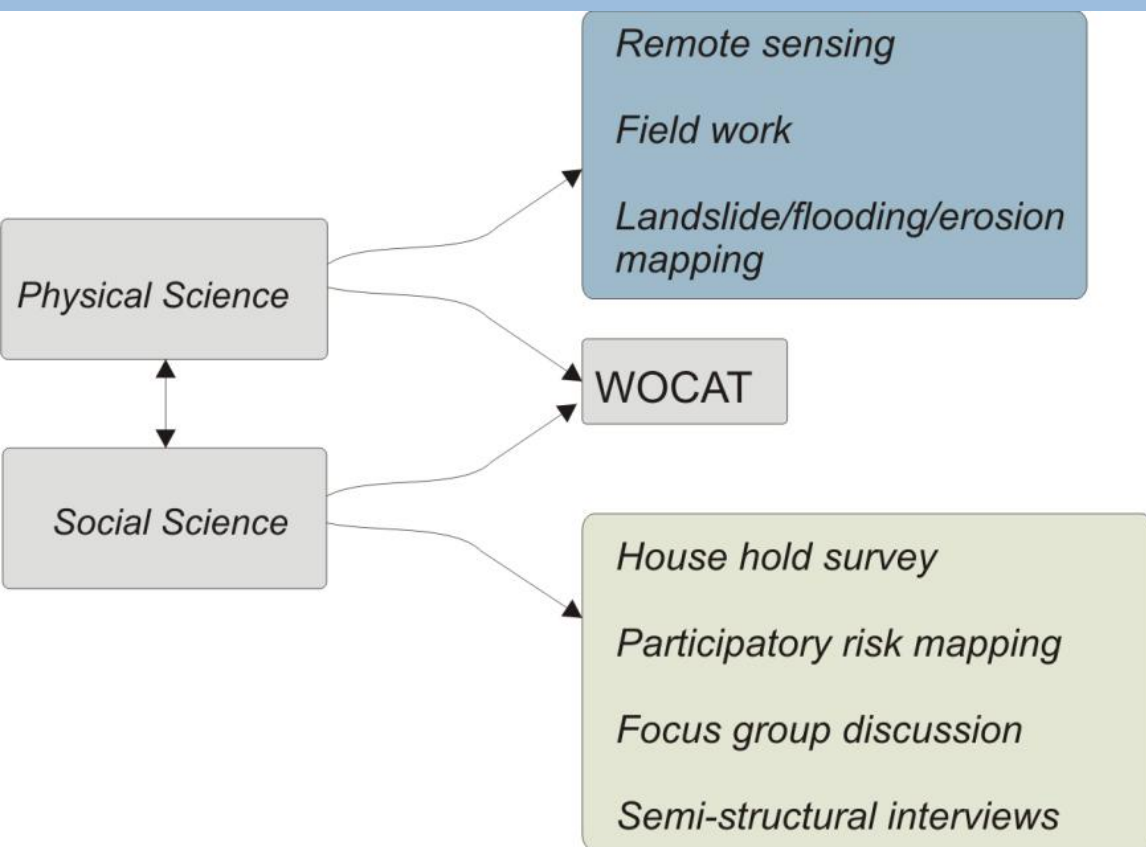 Remote sensing
Field work
Landslide/flooding/erosion
mapping
Physical Science
WOCAT
Social Science
House hold survey
Participatory risk mapping
Focus group discussion
Semi-structural interviews